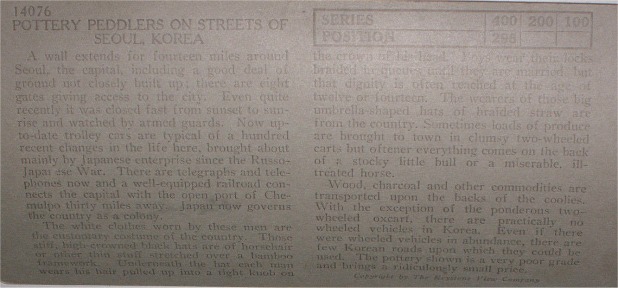 14076
POTTERY PEDDLERS ON STREETS OF
SEOUL, KOREA
A wall extends for fourteen miles around
Seoul, the capital, including a good deal of
ground not closely built up; there are eight
gates giving access to the city. Even quite
recently it was closed fast from sunset to sun-
rise and watched by armed guards. Now up-
to-date trolley cars are typical of a hundred
recent changes in the life here, brought about
mainly by Japanese enterprise since the Russo-
Japanese War. There are telegraphs and tele-
phones now and a well-equipped railroad con-
nects the capital with the open port of Che-
mulpo thirty miles away. Japan now governs
the country as a colony.
The white clothes worn by these men are
the customary costume of the country. Those
stiff, high-crowned black hats are of horsehair
or other thin stuff stretched over a bamboo
framework. Underneath the hat each man
wears his hair pulled up into a tight knob on
SERIES 400 200 100
POSITION 296
the crown of his head. Boys wear their locks
braided in queues until they are married, but
that dignity is often reached at the age of
twelve or fourteen. The wearers of those big
umbrella-shaped hats of braided straw are
from the country. Sometimes loads of produce
are brought to town in clumsy two-wheeled
carts but oftener everything comes on the back
of a stocky little bull or a miserable, ill-
treated horse.
Wood, charcoal and other commodities are
transported upon the backs of the coolies.
With the exception of the ponderous two-
wheeled oxcart, there are practically no
wheeled vehicles in Korea. Even if there
were wheeled vehicles in abundance, there are
few Korean roads upon which they could be
used. The pottery shown is a very poor grade
and brings a ridiculously small price.
Copyright by The Keystone View Company